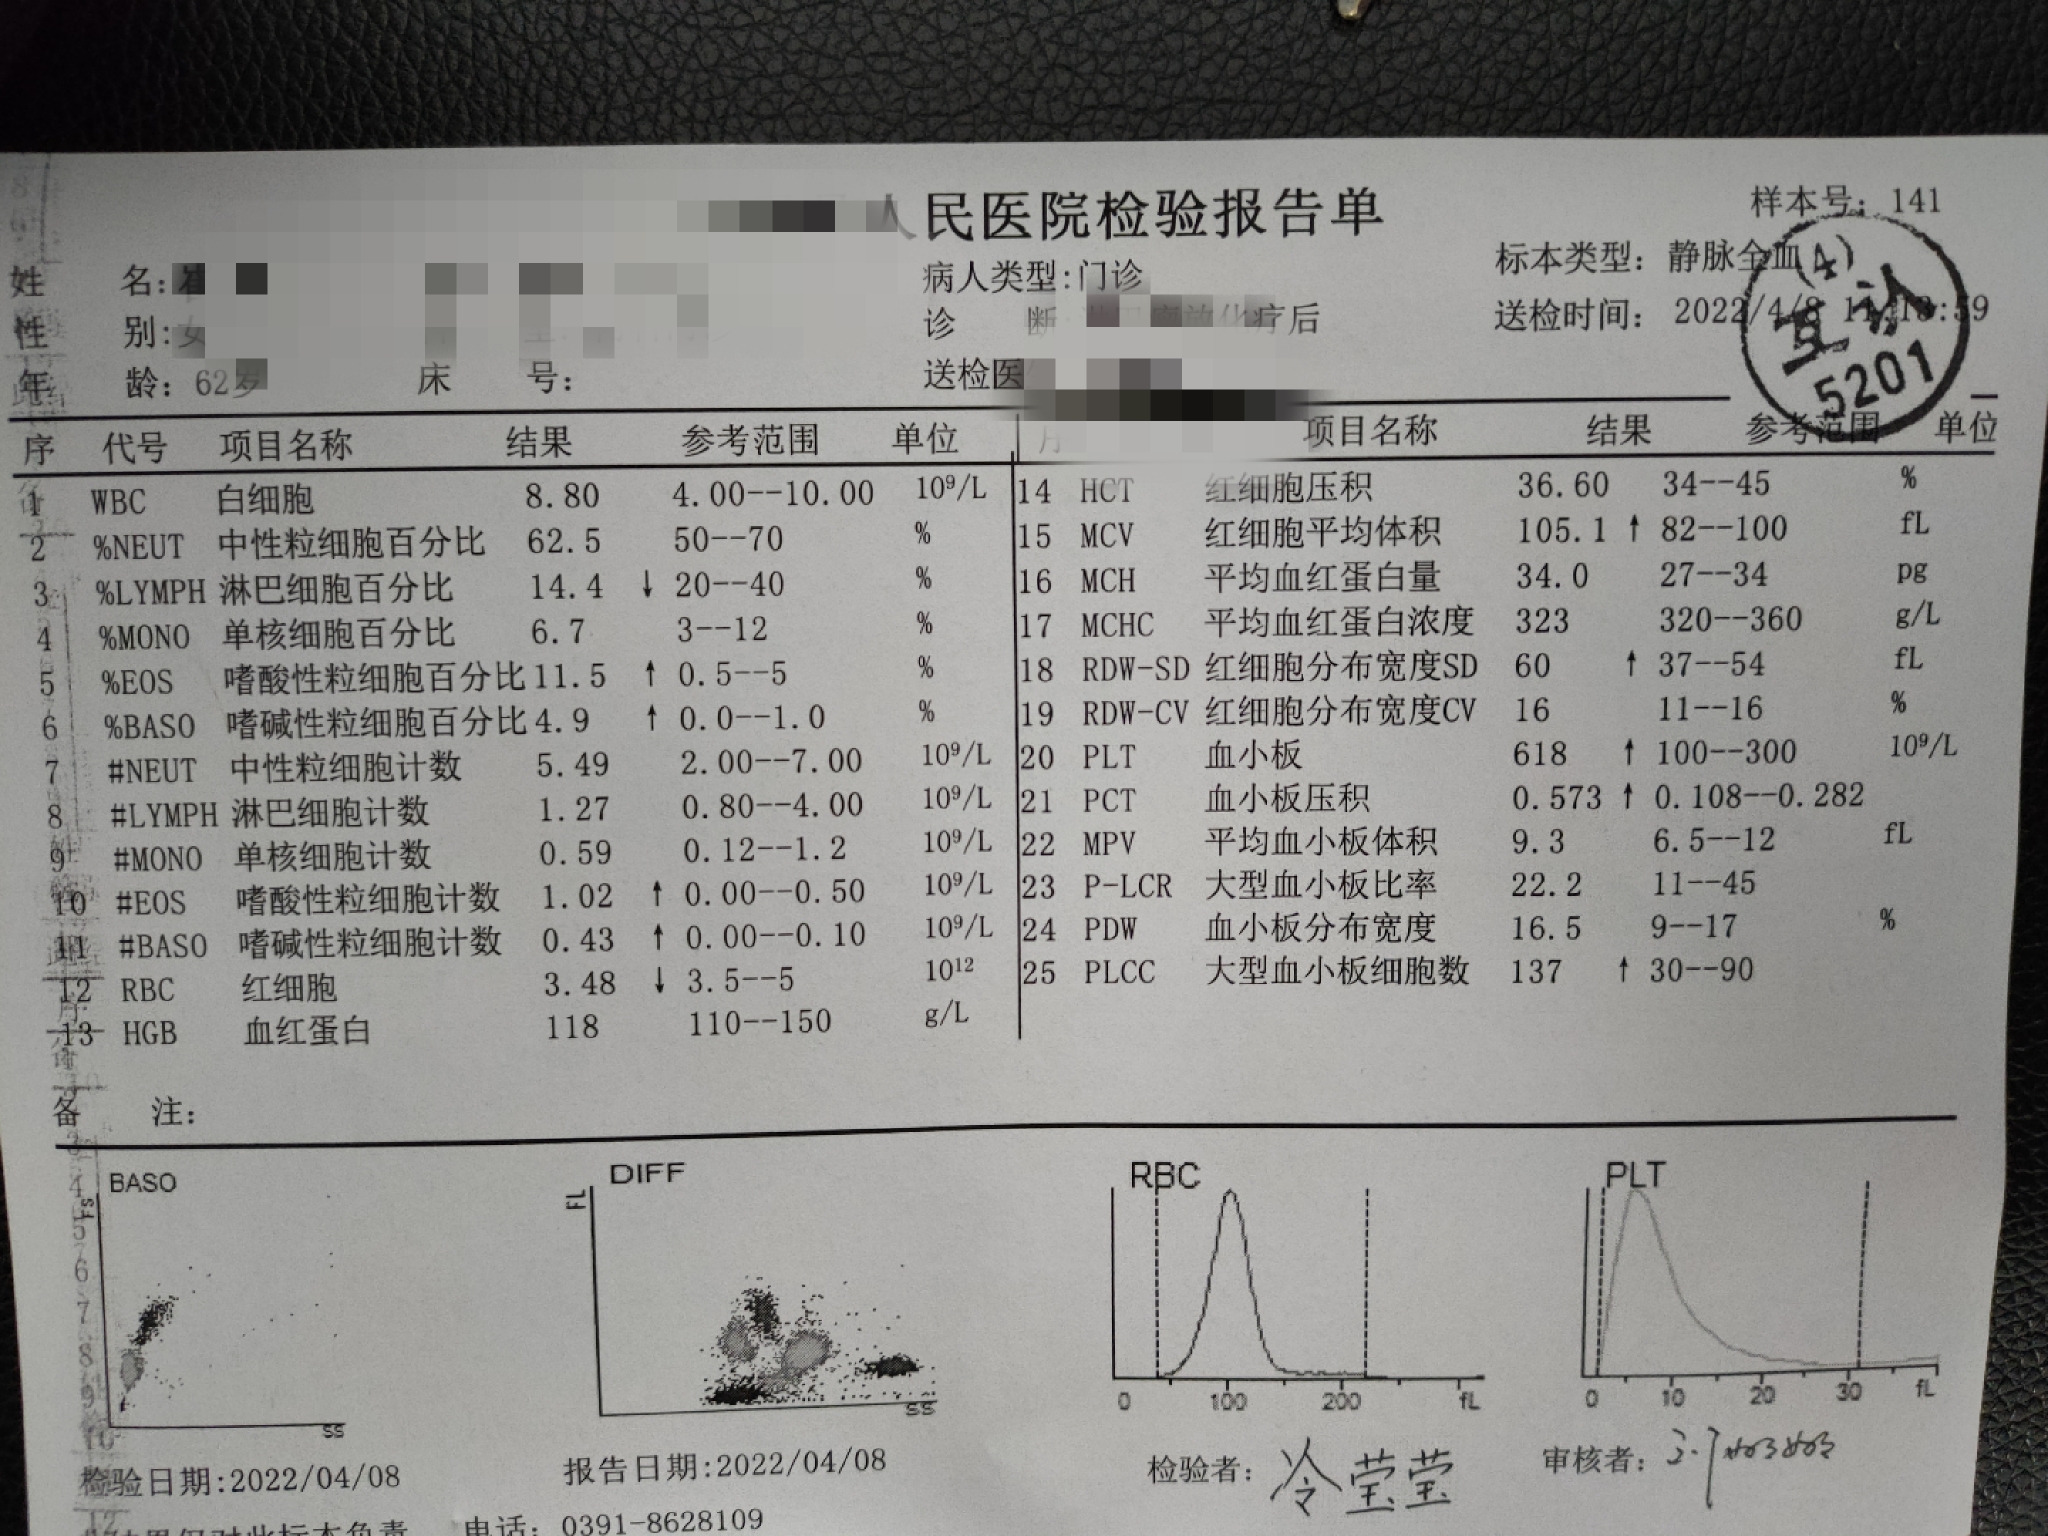 人民医院检验报告单
样本号：141
姓 名：
病人类型：门诊
标本类型：静脉全血
(4)
互认
5201
性 别：女
诊 断 疗后
送检时间：2022/4/8 11:13:59
年 龄：62岁 床 号：
送检医
序 代号 项目名称 结果 参考范围 单位
项目名称 结果 参考范围 单位
1 WBC 白细胞 8.80 4.00--10.00 10⁹/L
2 %NEUT 中性粒细胞百分比 62.5 50--70 %
3 %LYMPH 淋巴细胞百分比 14.4 ↓ 20--40 %
4 %MONO 单核细胞百分比 6.7 3--12 %
5 %EOS 嗜酸性粒细胞百分比 11.5 ↑ 0.5--5 %
6 %BASO 嗜碱性粒细胞百分比 4.9 ↑ 0.0--1.0 %
7 #NEUT 中性粒细胞计数 5.49 2.00--7.00 10⁹/L
8 #LYMPH 淋巴细胞计数 1.27 0.80--4.00 10⁹/L
9 #MONO 单核细胞计数 0.59 0.12--1.2 10⁹/L
10 #EOS 嗜酸性粒细胞计数 1.02 ↑ 0.00--0.50 10⁹/L
11 #BASO 嗜碱性粒细胞计数 0.43 ↑ 0.00--0.10 10⁹/L
12 RBC 红细胞 3.48 ↓ 3.5--5 10¹²
13 HGB 血红蛋白 118 110--150 g/L
14 HCT 红细胞压积 36.60 34--45 %
15 MCV 红细胞平均体积 105.1 ↑ 82--100 fL
16 MCH 平均血红蛋白量 34.0 27--34 pg
17 MCHC 平均血红蛋白浓度 323 320--360 g/L
18 RDW-SD 红细胞分布宽度SD 60 ↑ 37--54 fL
19 RDW-CV 红细胞分布宽度CV 16 11--16 %
20 PLT 血小板 618 ↑ 100--300 10⁹/L
21 PCT 血小板压积 0.573 ↑ 0.108--0.282
22 MPV 平均血小板体积 9.3 6.5--12 fL
23 P-LCR 大型血小板比率 22.2 11--45
24 PDW 血小板分布宽度 16.5 9--17 %
25 PLCC 大型血小板细胞数 137 ↑ 30--90
备 注：
BASO
FS
SS
DIFF
FL
SS
RBC
0 100 200 fL
PLT
0 10 20 30 fL
检验日期：2022/04/08
报告日期：2022/04/08
检验者：冷莹莹
审核者：
电话：0391-8628109